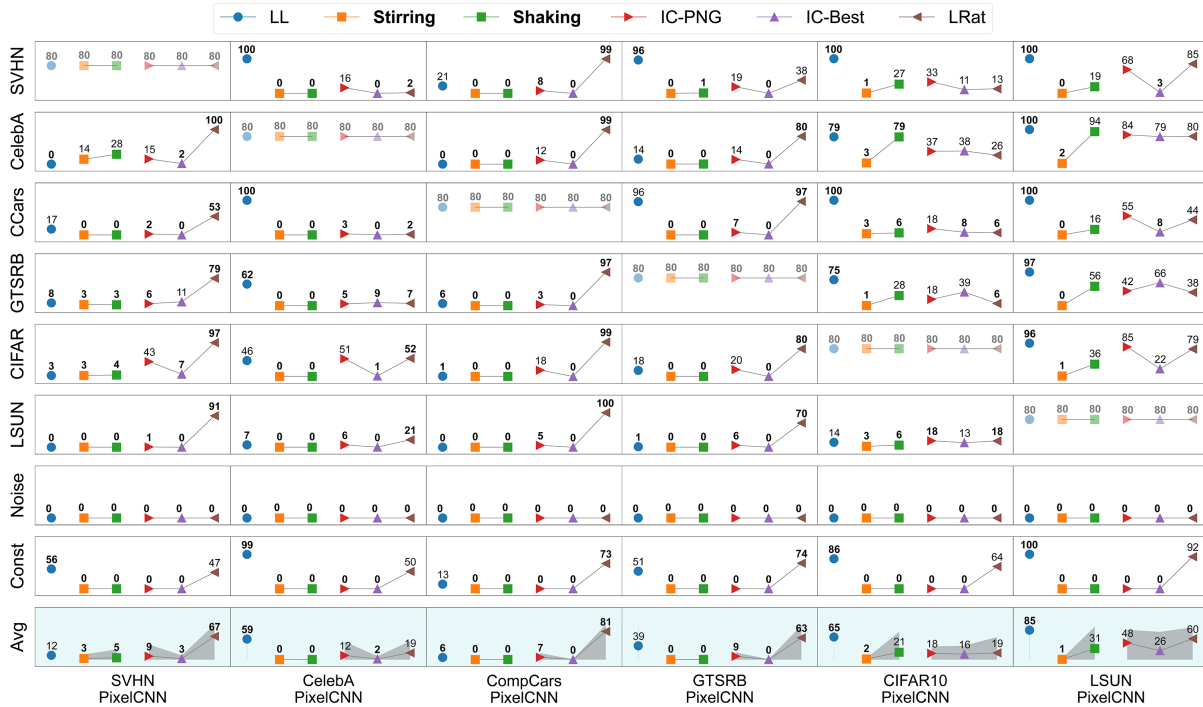 LL Stirring Shaking IC-PNG IC-Best LRat
SVHN
80 80 80 80 80 80
100 0 0 16 0 2
21 0 0 8 0 99
96 0 1 19 0 38
100 1 27 33 11 13
100 0 19 68 3 85
CelebA
0 14 28 15 2 100
80 80 80 80 80 80
0 0 0 12 0 99
14 0 0 14 0 80
79 3 79 37 38 26
100 2 94 84 79 80
CCars
17 0 0 2 0 53
100 0 0 3 0 2
80 80 80 80 80 80
96 0 0 7 0 97
100 3 6 18 8 6
100 0 16 55 8 44
GTSRB
8 3 3 6 11 79
62 0 0 5 9 7
6 0 0 3 0 97
80 80 80 80 80 80
75 1 28 18 39 6
97 0 56 42 66 38
CIFAR
3 3 4 43 7 97
46 0 0 51 1 52
1 0 0 18 0 99
18 0 0 20 0 80
80 80 80 80 80 80
96 1 36 85 22 79
LSUN
0 0 0 1 0 91
7 0 0 6 0 21
0 0 0 5 0 100
1 0 0 6 0 70
14 3 6 18 13 18
80 80 80 80 80 80
Noise
0 0 0 0 0 0
0 0 0 0 0 0
0 0 0 0 0 0
0 0 0 0 0 0
0 0 0 0 0 0
0 0 0 0 0 0
Const
56 0 0 0 0 47
99 0 0 0 0 50
13 0 0 0 0 73
51 0 0 0 0 74
86 0 0 0 0 64
100 0 0 0 0 92
Avg
12 3 5 9 3 67
59 0 0 12 2 19
6 0 0 7 0 81
39 0 0 9 0 63
65 2 21 18 16 19
85 1 31 48 26 60
SVHN
PixelCNN
CelebA
PixelCNN
CompCars
PixelCNN
GTSRB
PixelCNN
CIFAR10
PixelCNN
LSUN
PixelCNN